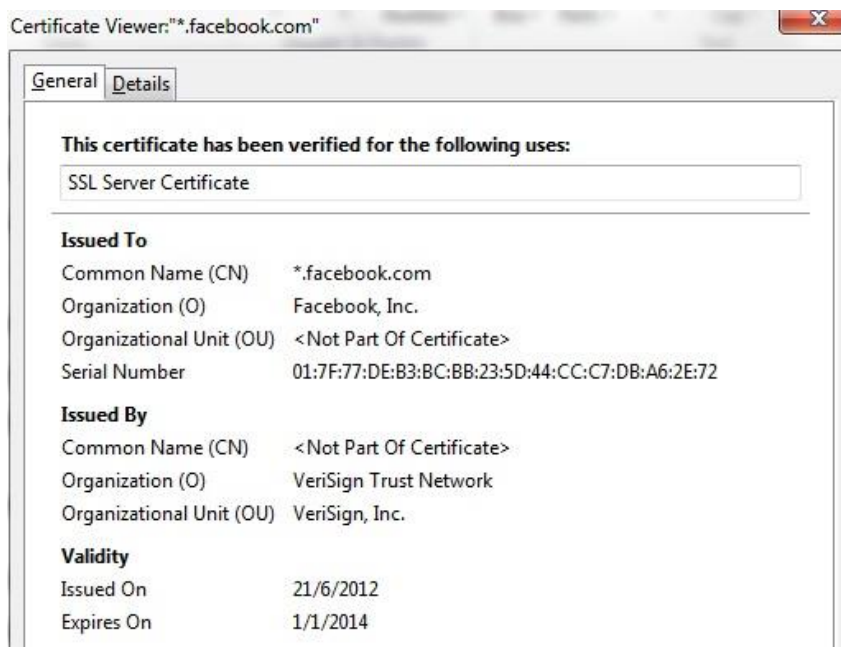 Certificate Viewer:"*.facebook.com"
X
General Details
This certificate has been verified for the following uses:
SSL Server Certificate
Issued To
Common Name (CN) *.facebook.com
Organization (O) Facebook, Inc.
Organizational Unit (OU) <Not Part Of Certificate>
Serial Number 01:7F:77:DE:B3:BC:BB:23:5D:44:CC:C7:DB:A6:2E:72
Issued By
Common Name (CN) <Not Part Of Certificate>
Organization (O) VeriSign Trust Network
Organizational Unit (OU) VeriSign, Inc.
Validity
Issued On 21/6/2012
Expires On 1/1/2014